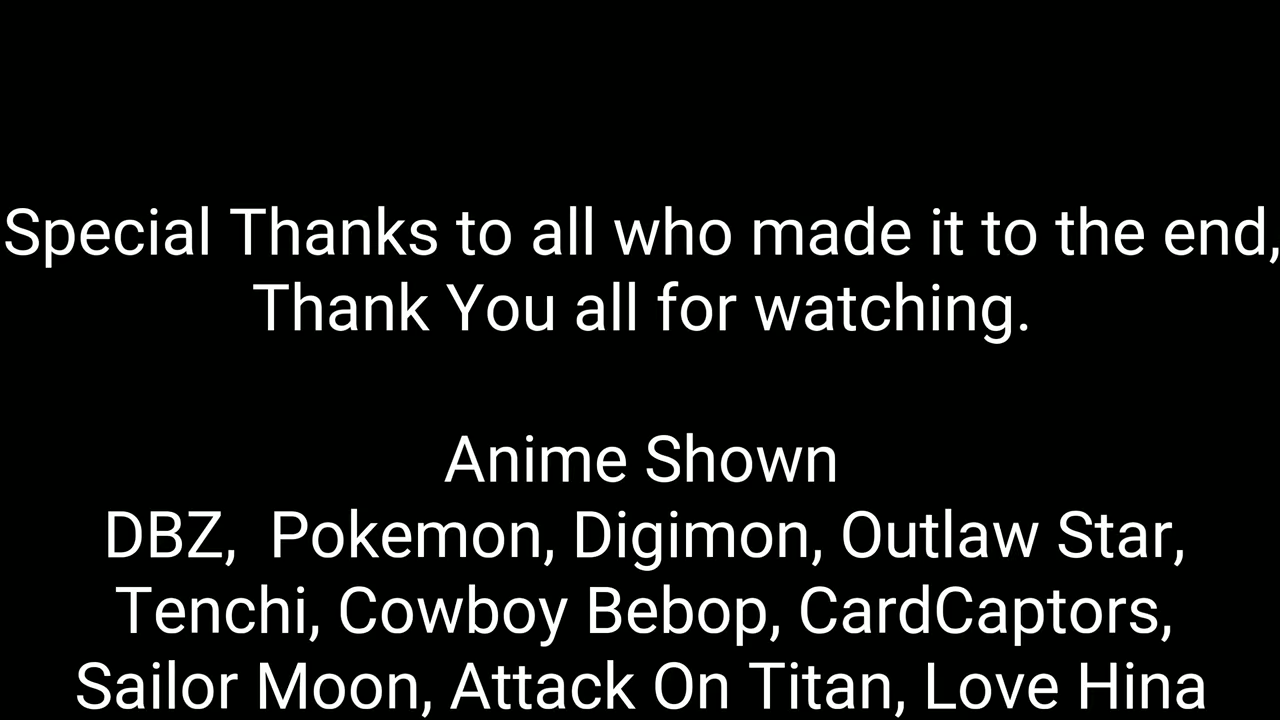 Special Thanks to all who made it to the end,
Thank You all for watching.
Anime Shown
DBZ,  Pokemon, Digimon, Outlaw Star,
Tenchi, Cowboy Bebop, CardCaptors,
Sailor Moon, Attack On Titan, Love Hina